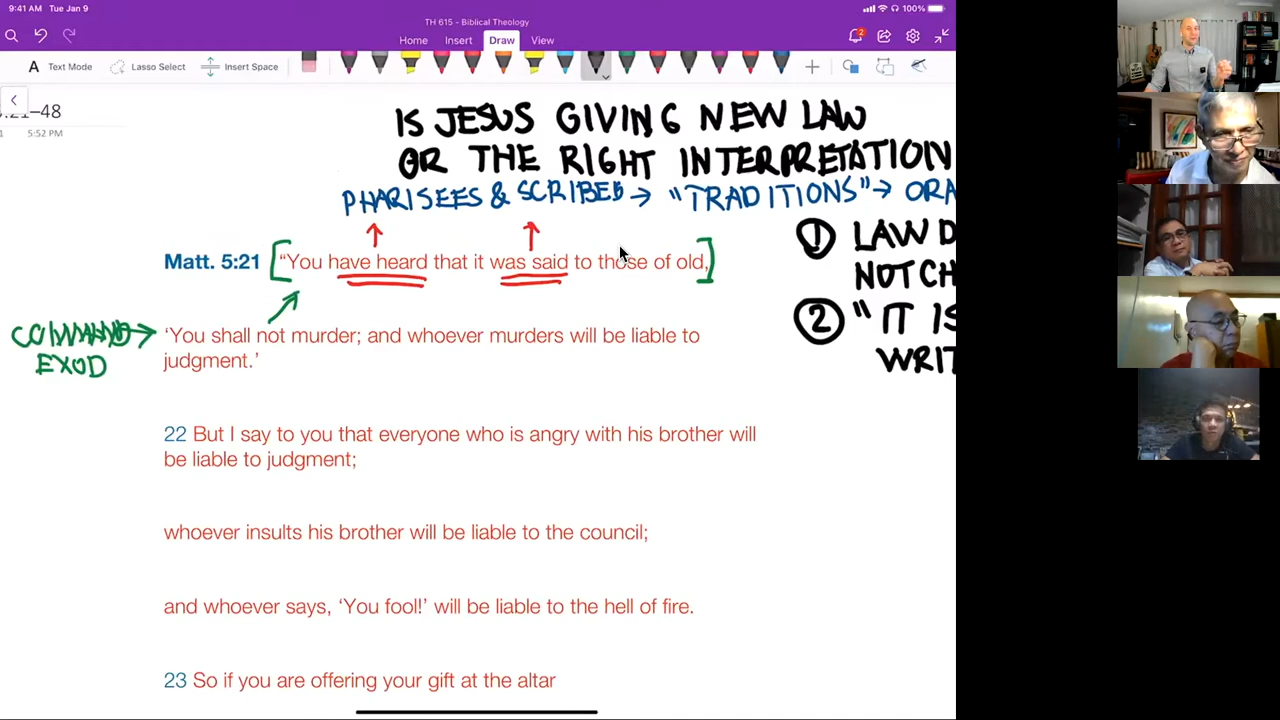 9:41 AM Tue Jan 9
100%
TH 615 - Biblical Theology
Home Insert Draw View
2
A Text Mode Lasso Select Insert Space
–48
5:52 PM
IS JESUS GIVING NEW LAW
OR THE RIGHT INTERPRETATION
PHARISEES & SCRIBES → "TRADITIONS" → ORA
① LAW D
NOT CH
② "IT IS
WRIT
Matt. 5:21 [“You have heard that it was said to those of old,]
COMMAND →
EXOD
‘You shall not murder; and whoever murders will be liable to
judgment.’
22 But I say to you that everyone who is angry with his brother will
be liable to judgment;
whoever insults his brother will be liable to the council;
and whoever says, ‘You fool!’ will be liable to the hell of fire.
23 So if you are offering your gift at the altar